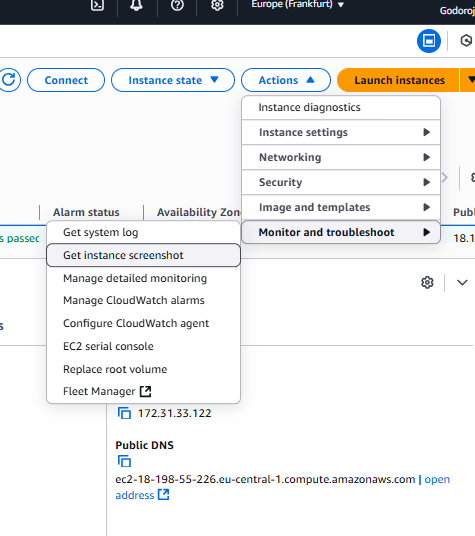 Europe (Frankfurt)
Godoroj
Connect
Instance state
Actions
Launch instances
Instance diagnostics
Instance settings
Networking
Security
Image and templates
Monitor and troubleshoot
Alarm status
Availability Zon
Publ
s passed
18.1
Get system log
Get instance screenshot
Manage detailed monitoring
Manage CloudWatch alarms
Configure CloudWatch agent
EC2 serial console
Replace root volume
Fleet Manager
s
172.31.33.122
Public DNS
ec2-18-198-55-226.eu-central-1.compute.amazonaws.com | open
address